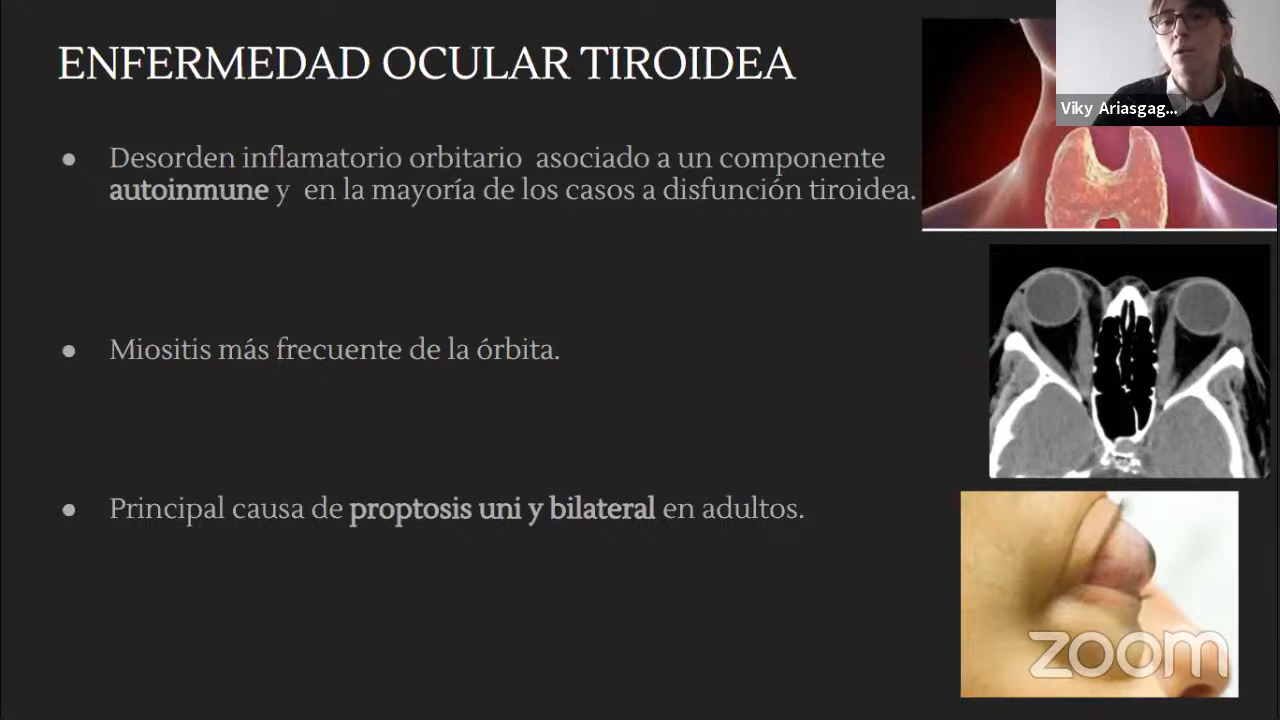 ENFERMEDAD OCULAR TIROIDEA
Viky Ariasgag...
● Desorden inflamatorio orbitario asociado a un componente
autoinmune y en la mayoría de los casos a disfunción tiroidea.
● Miositis más frecuente de la órbita.
● Principal causa de proptosis uni y bilateral en adultos.
zoom